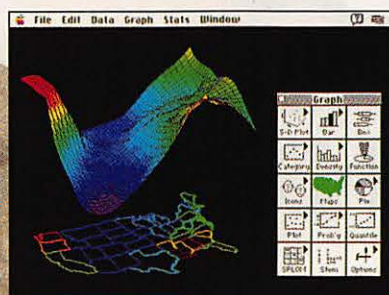 File Edit Data Graph Stats Window
Graph
3-D Plot Bar Box
Category Density Function
Icons Maps Pie
Plot Prob'y Quantile
SPLOM Stem Options